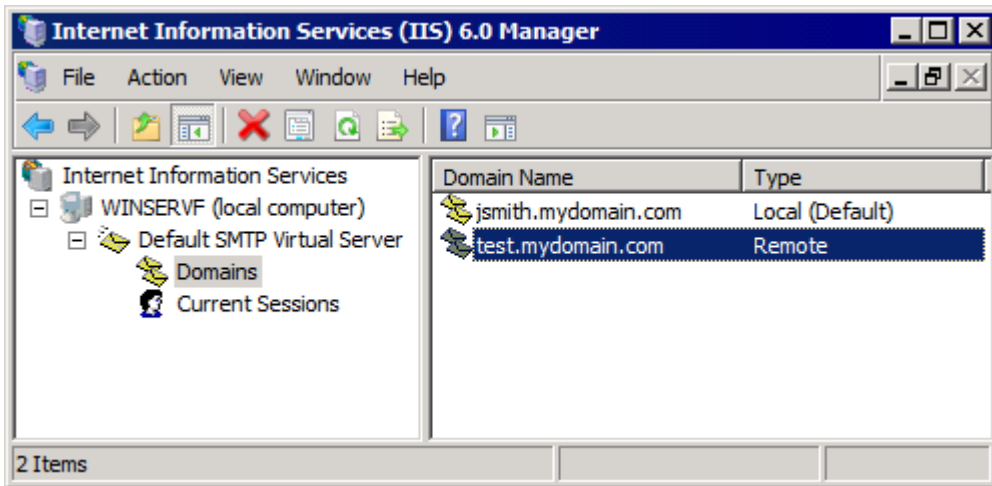 Internet Information Services (IIS) 6.0 Manager
File Action View Window Help
Internet Information Services
WINSERVF (local computer)
Default SMTP Virtual Server
Domains
Current Sessions
Domain Name Type
jsmith.mydomain.com Local (Default)
test.mydomain.com Remote
2 Items